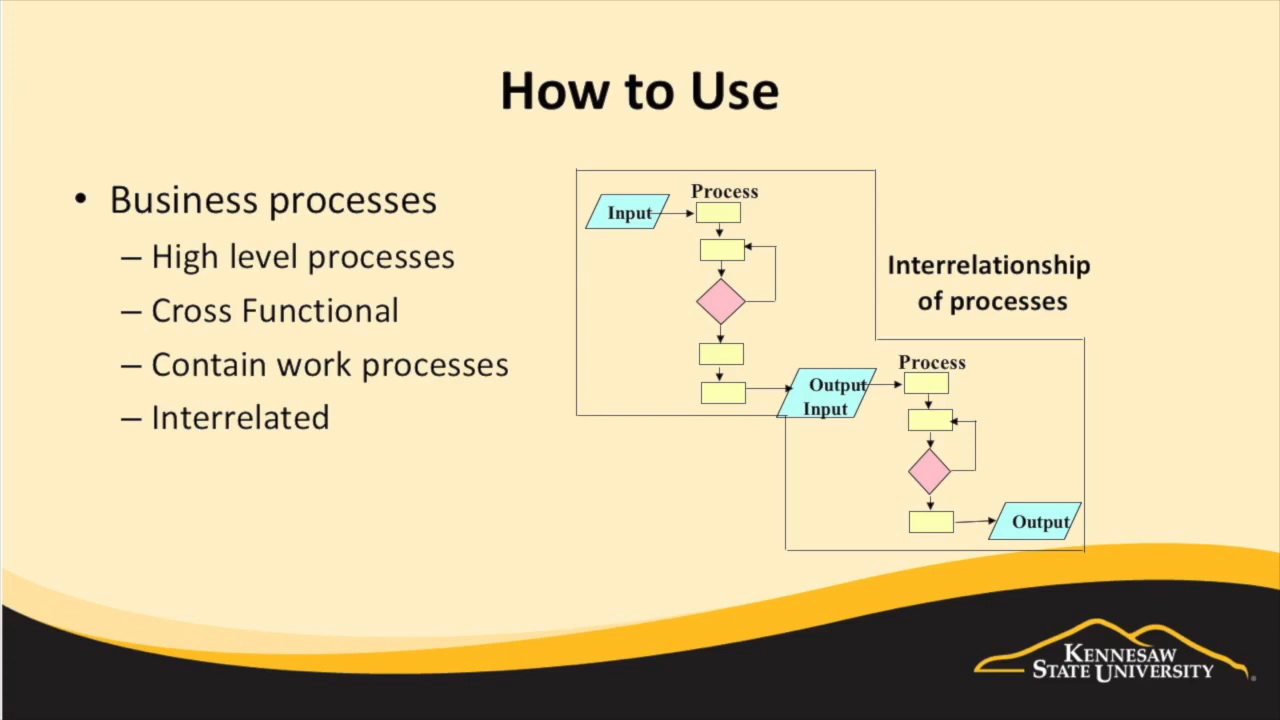 How to Use
• Business processes
– High level processes
– Cross Functional
– Contain work processes
– Interrelated
Process
Input
Interrelationship
of processes
Process
Output
Input
Output
KENNESAW
STATE UNIVERSITY